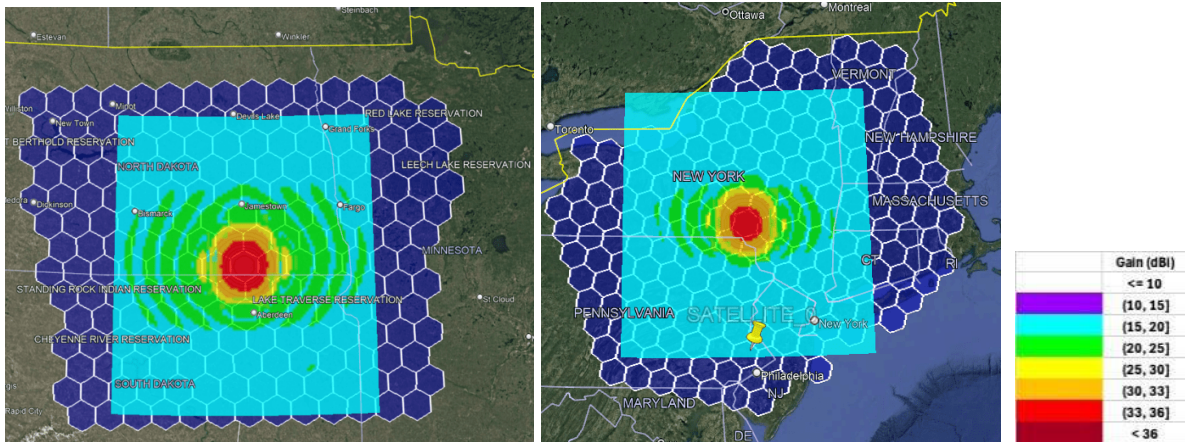 Steinbach
Estevan
Winkler
Williston
Minot
New Town
Devils Lake
RED LAKE RESERVATION
Grand Forks
T BERTHOLD RESERVATION
LEECH LAKE RESERVATION
NORTH DAKOTA
Dickinson
Bismarck
Jamestown
Fargo
MINNESOTA
STANDING ROCK INDIAN RESERVATION
LAKE TRAVERSE RESERVATION
St Cloud
Aberdeen
CHEYENNE RIVER RESERVATION
SOUTH DAKOTA
Rapid City
Ottawa
Montreal
VERMONT
Toronto
NEW HAMPSHIRE
NEW YORK
MASSACHUSETTS
CT
RI
PENNSYLVANIA
SATELLITE_0
New York
Philadelphia
NJ
MARYLAND
DE
Gain (dBi)
<= 10
(10, 15]
(15, 20]
(20, 25]
(25, 30]
(30, 33]
(33, 36]
< 36